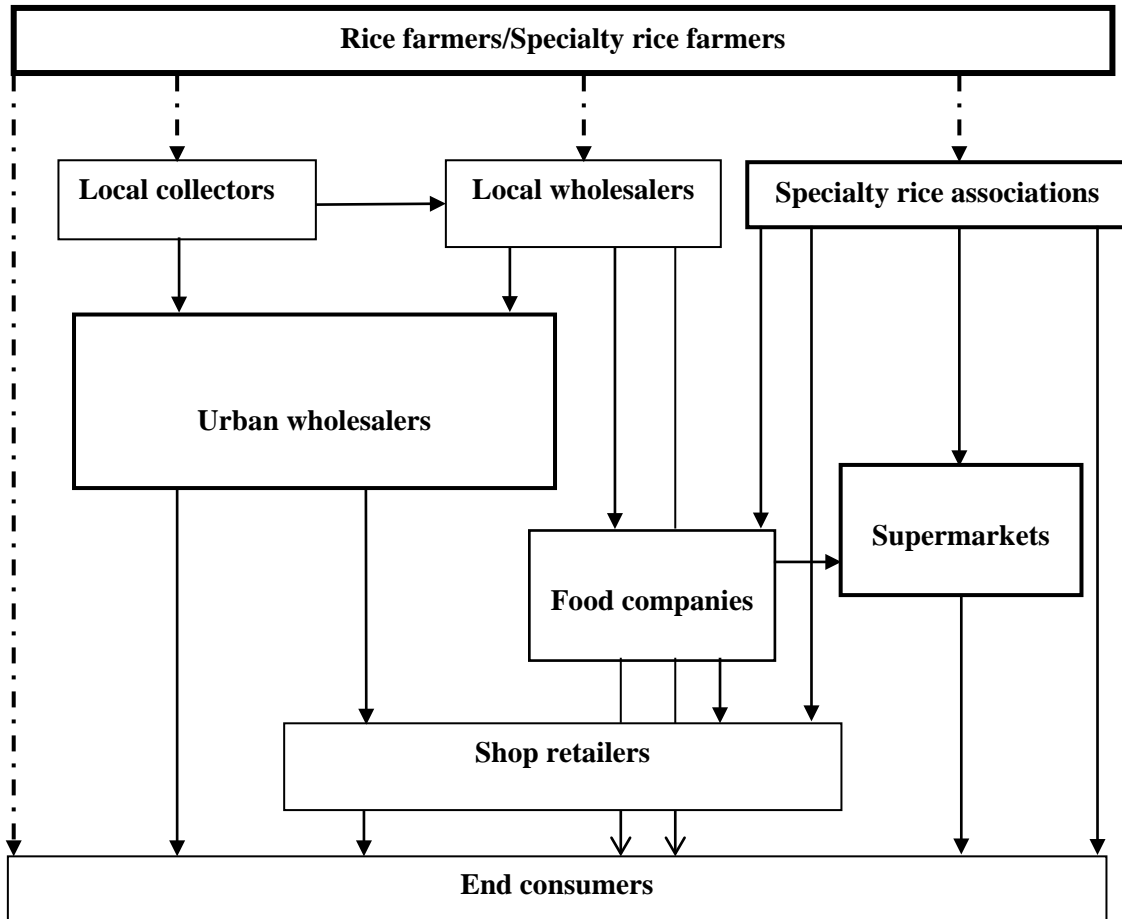 Rice farmers/Specialty rice farmers
Local collectors
Local wholesalers
Specialty rice associations
Urban wholesalers
Supermarkets
Food companies
Shop retailers
End consumers